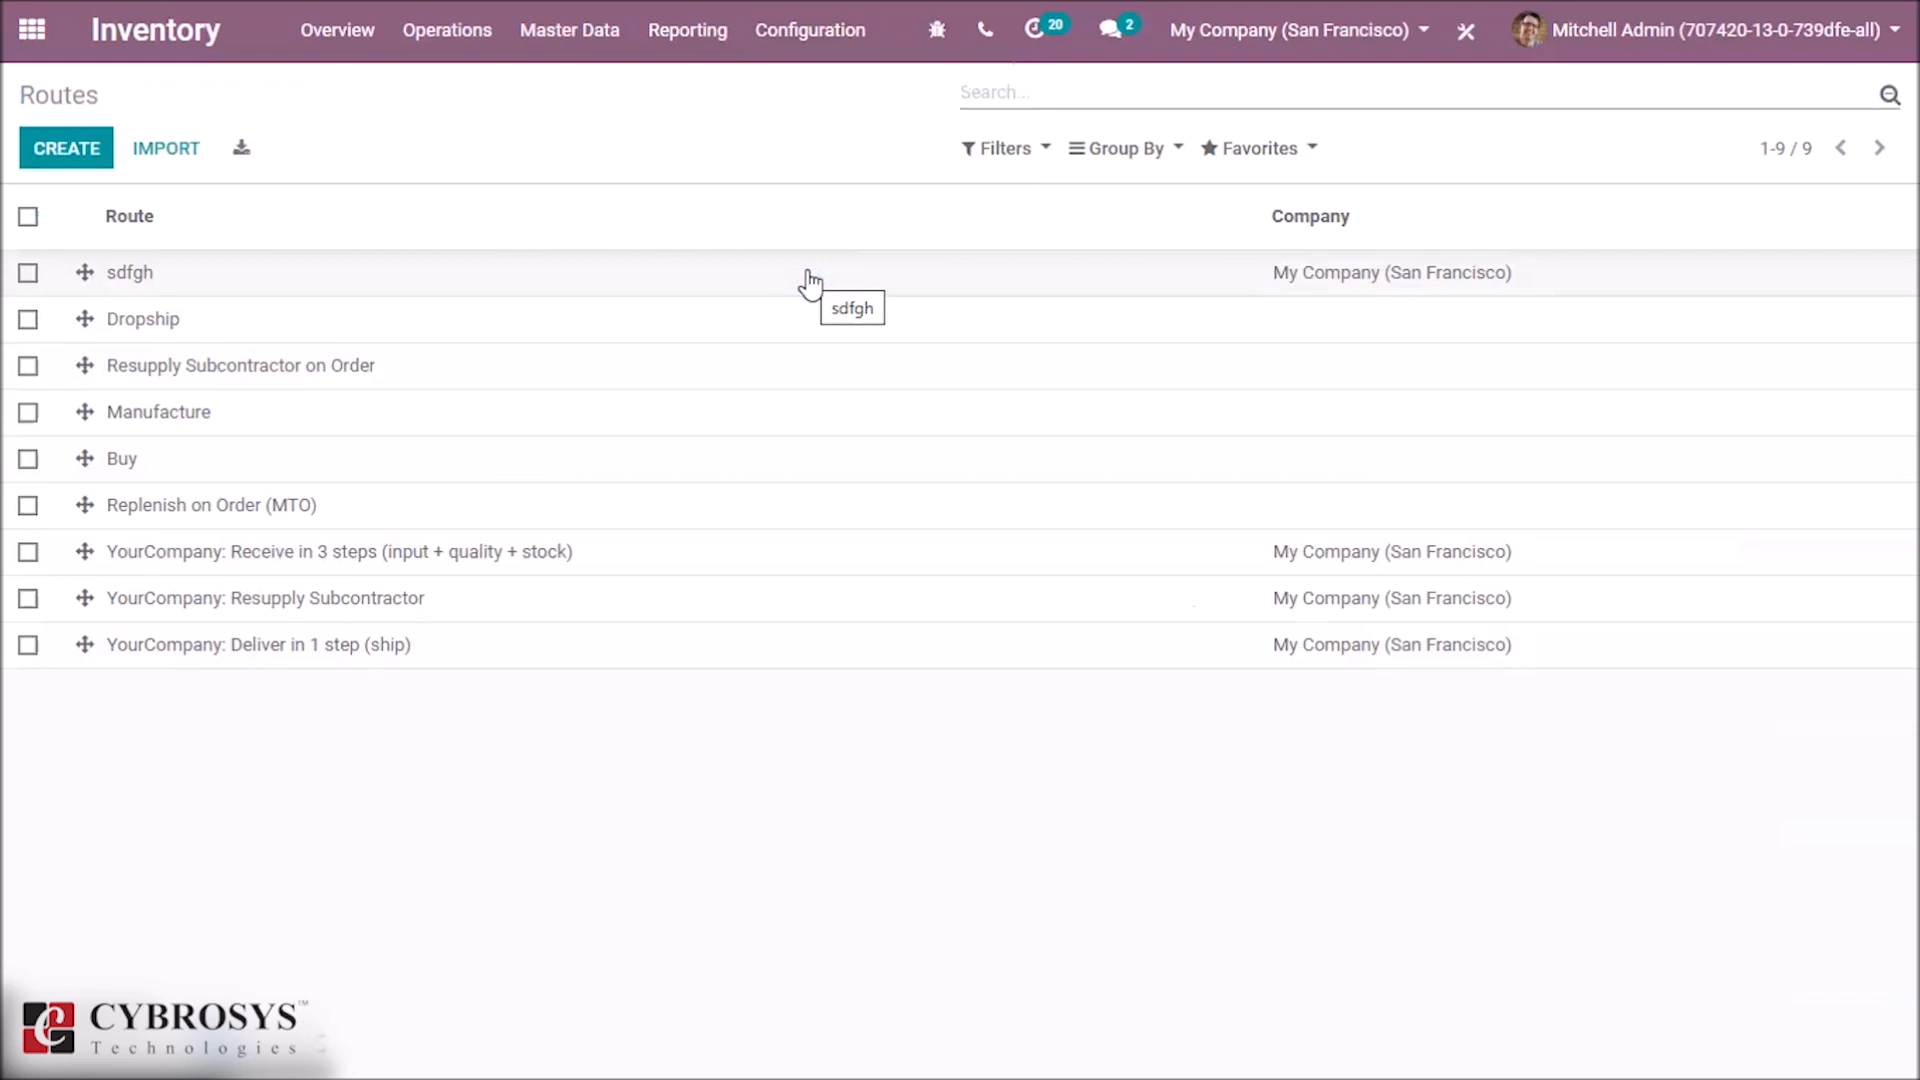 Inventory Overview Operations Master Data Reporting Configuration 20 2 My Company (San Francisco) Mitchell Admin (707420-13-0-739dfe-all)
Routes Search...
CREATE IMPORT Filters Group By Favorites 1-9 / 9
Route Company
sdfgh My Company (San Francisco)
sdfgh
Dropship
Resupply Subcontractor on Order
Manufacture
Buy
Replenish on Order (MTO)
YourCompany: Receive in 3 steps (input + quality + stock) My Company (San Francisco)
YourCompany: Resupply Subcontractor My Company (San Francisco)
YourCompany: Deliver in 1 step (ship) My Company (San Francisco)
CYBROSYS™
Technologies